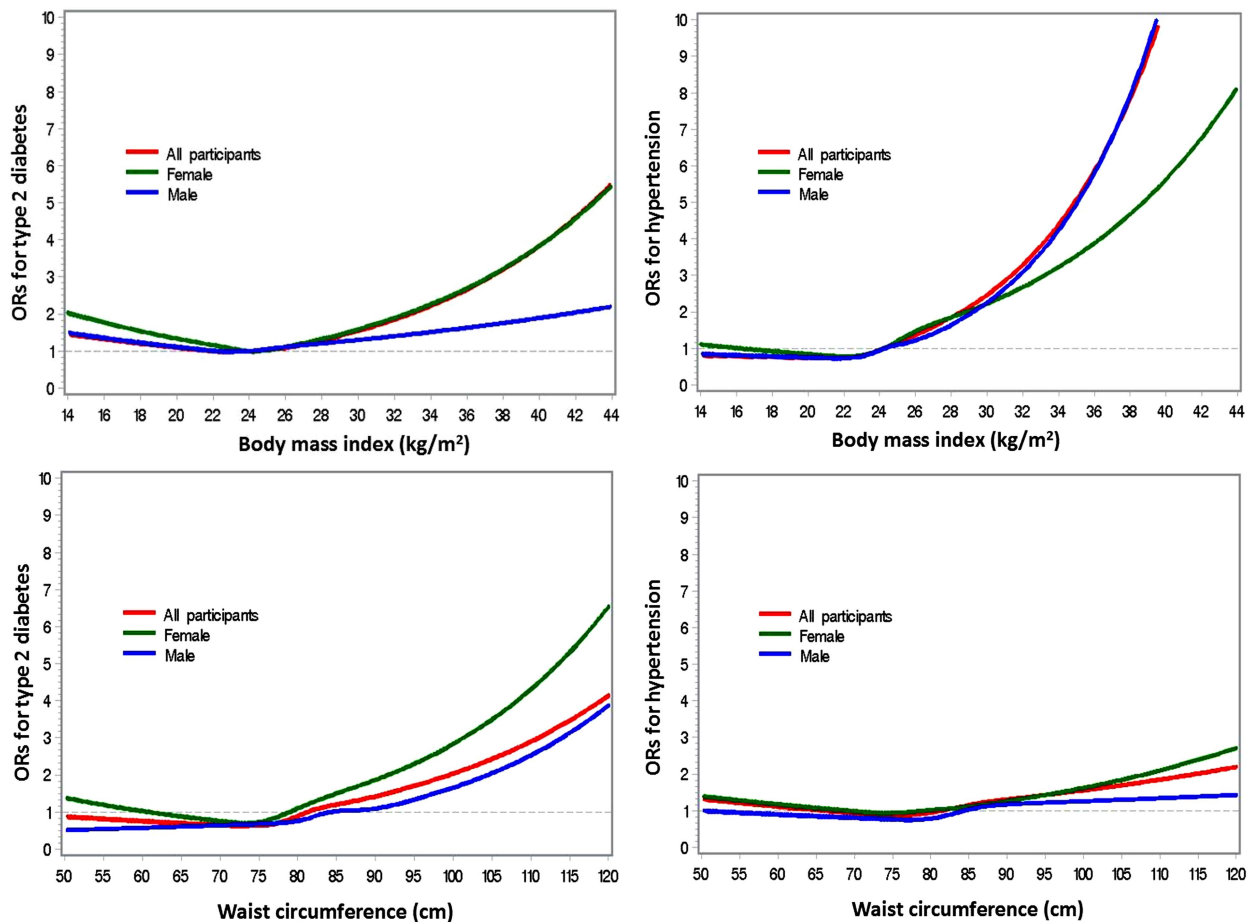 ORs for type 2 diabetes
10
9
8
7
6
5
4
3
2
1
0
All participants
Female
Male
14 16 18 20 22 24 26 28 30 32 34 36 38 40 42 44
Body mass index (kg/m²)
ORs for hypertension
10
9
8
7
6
5
4
3
2
1
0
All participants
Female
Male
14 16 18 20 22 24 26 28 30 32 34 36 38 40 42 44
Body mass index (kg/m²)
ORs for type 2 diabetes
10
9
8
7
6
5
4
3
2
1
0
All participants
Female
Male
50 55 60 65 70 75 80 85 90 95 100 105 110 115 120
Waist circumference (cm)
ORs for hypertension
10
9
8
7
6
5
4
3
2
1
0
All participants
Female
Male
50 55 60 65 70 75 80 85 90 95 100 105 110 115 120
Waist circumference (cm)